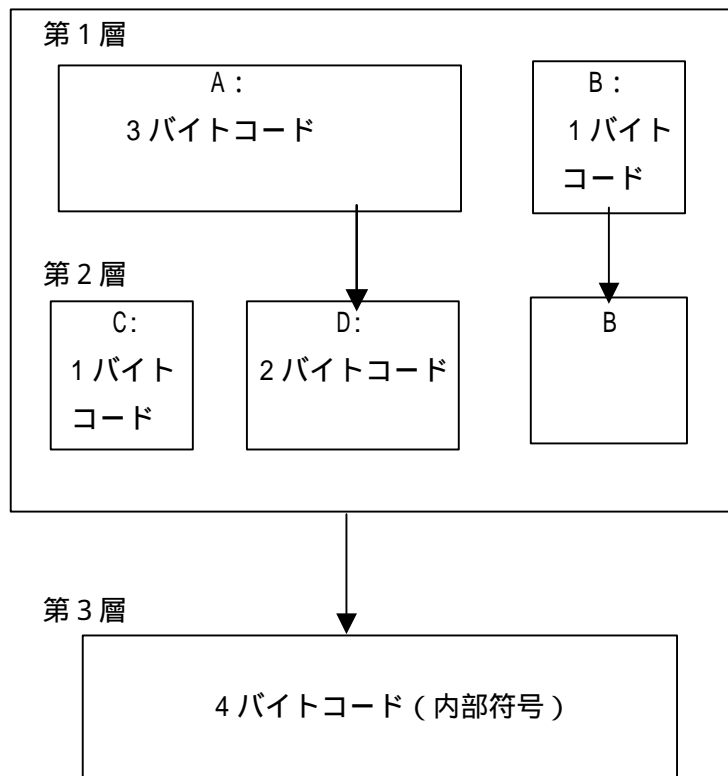 第1層
A:
3バイトコード
B:
1バイト
コード
第2層
C:
1バイト
コード
D:
2バイトコード
B
第3層
4バイトコード(内部符号)